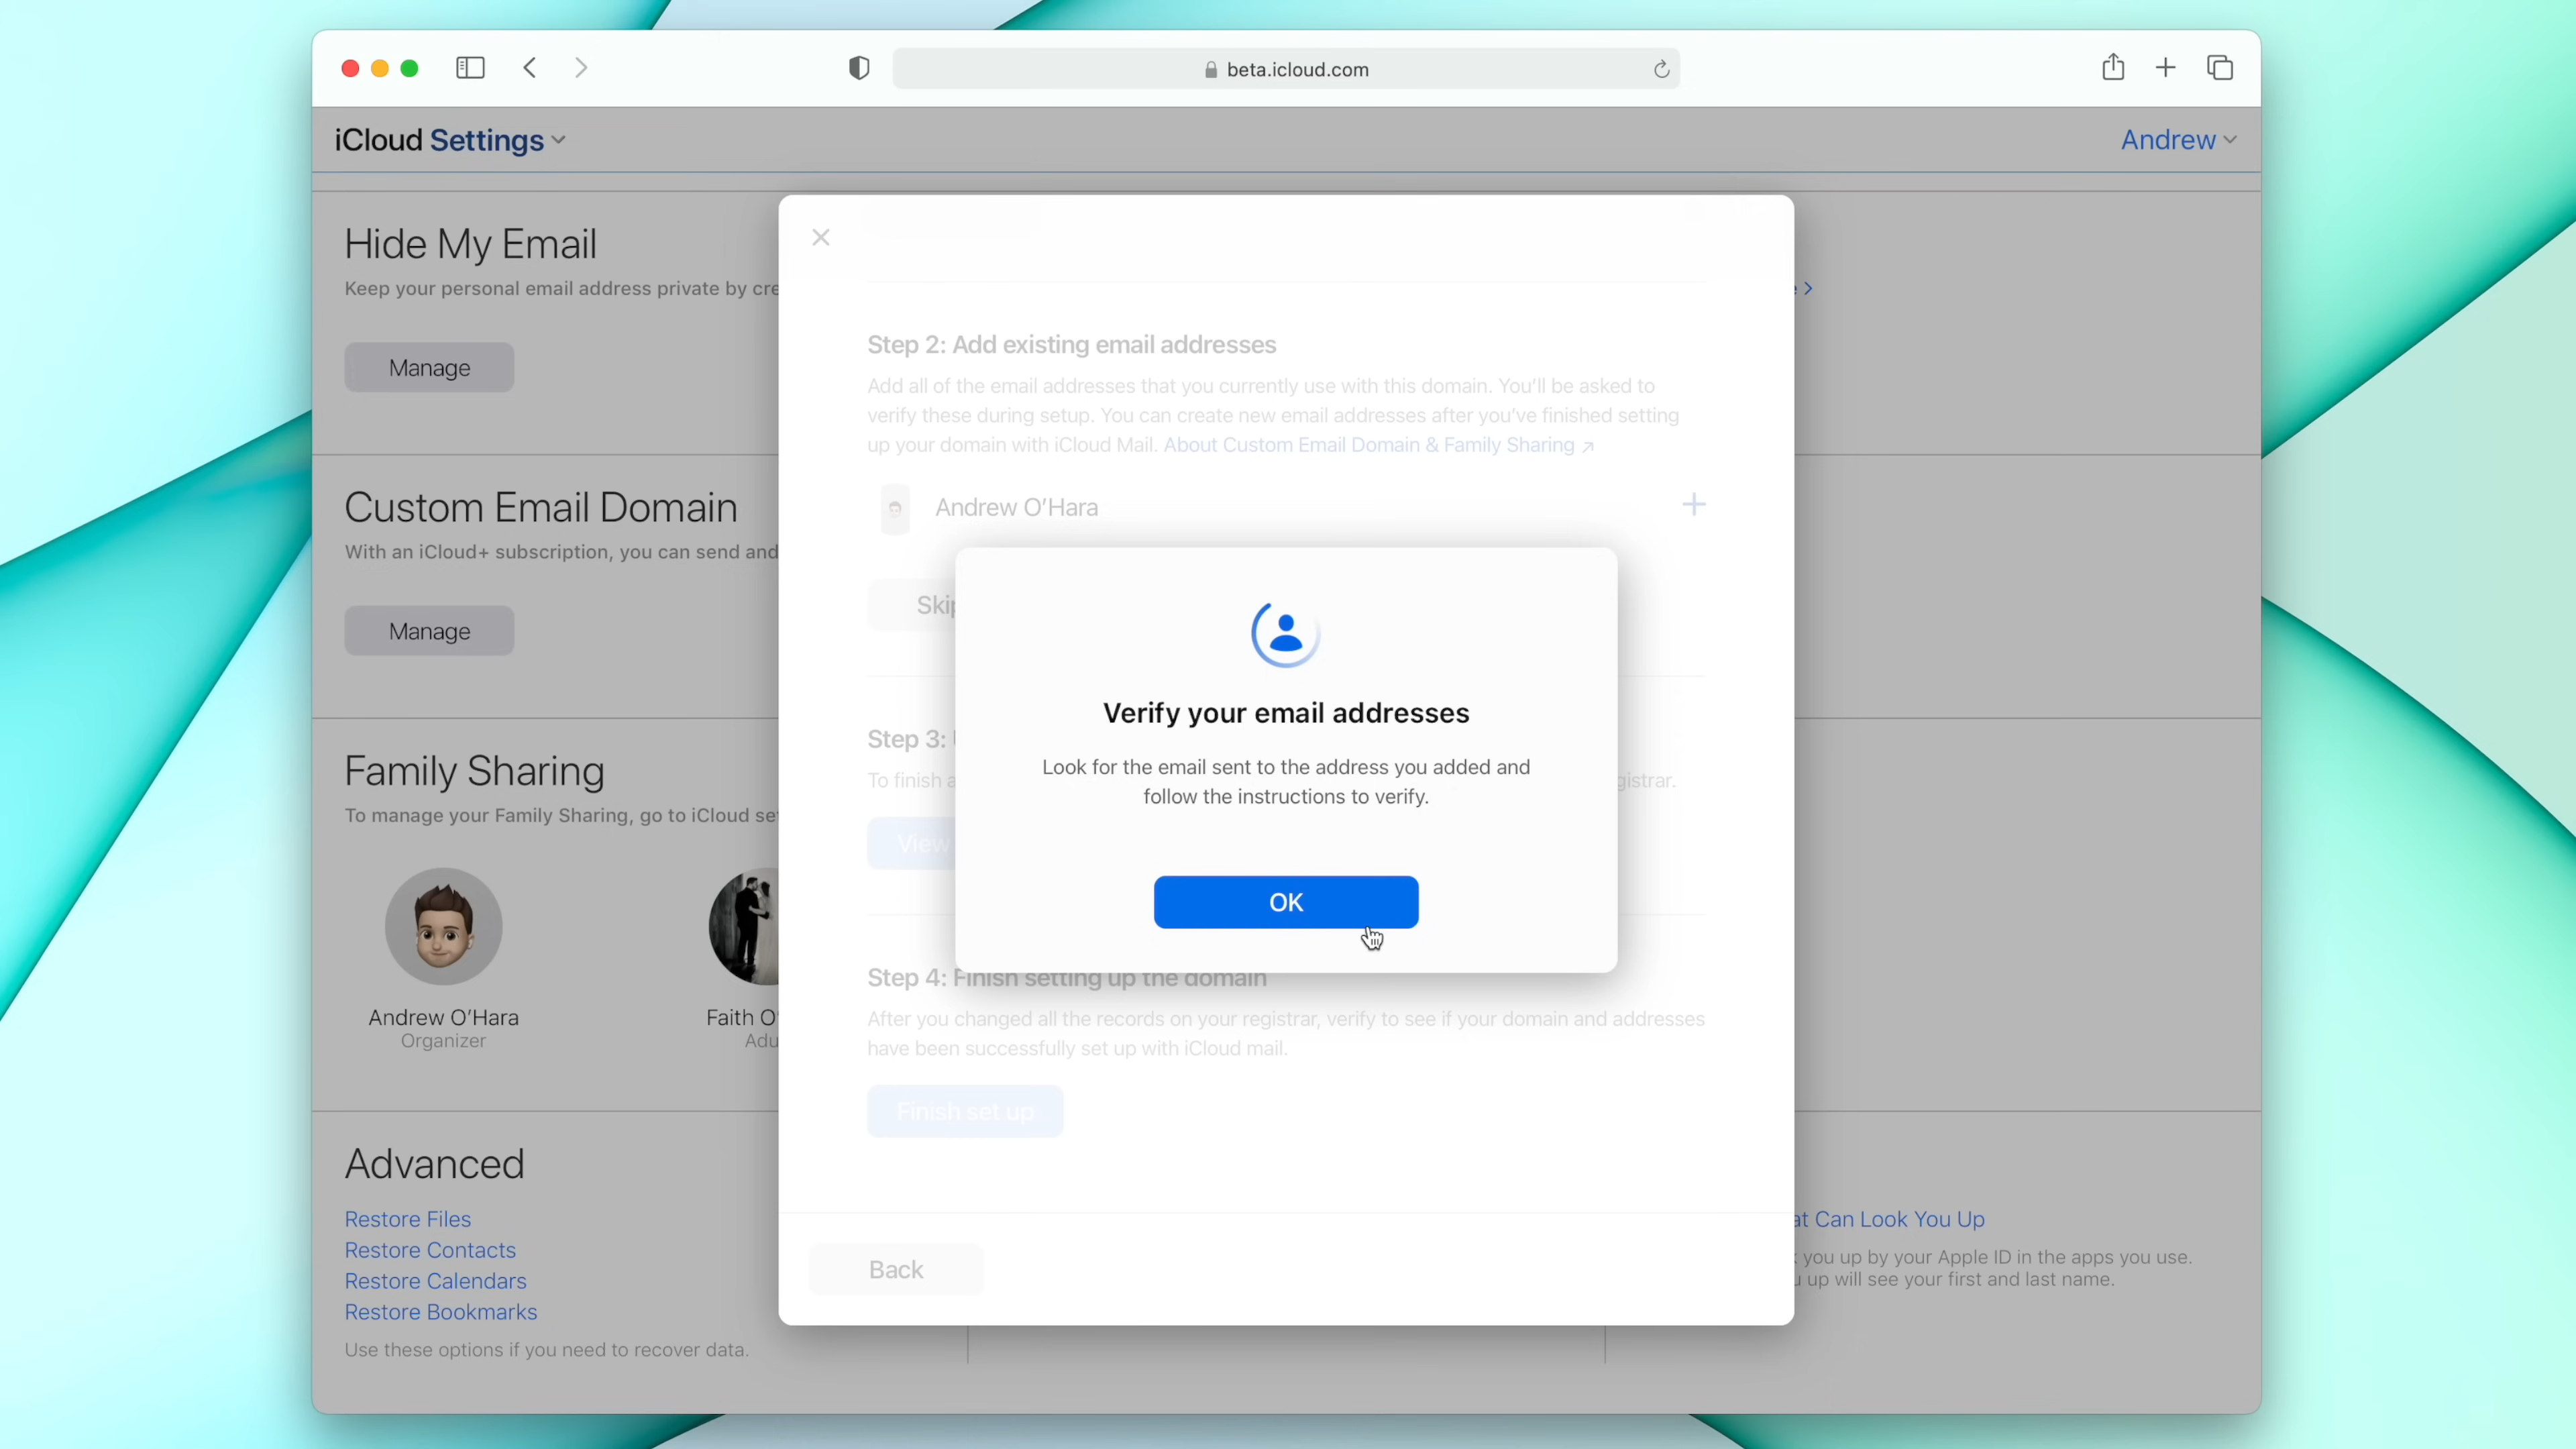 beta.icloud.com
iCloud Settings
Andrew
Hide My Email
Keep your personal email address private by
Manage
Custom Email Domain
With an iCloud+ subscription, you can send and
Manage
Family Sharing
To manage your Family Sharing, go to iCloud
Andrew O'Hara
Organizer
Faith
Advanced
Restore Files
Restore Contacts
Restore Calendars
Restore Bookmarks
Use these options if you need to recover data.
Step 2: Add existing email addresses
Add all of the email addresses that you currently use with this domain. You'll be asked to
verify these during setup. You can create new email addresses after you've finished setting
up your domain with iCloud Mail. About Custom Email Domain & Family Sharing ↗
Andrew O'Hara
Step 3:
To finish
View
Verify your email addresses
Look for the email sent to the address you added and
follow the instructions to verify.
OK
Step 4: Finish setting up the domain
After you changed all the records on your registrar, verify to see if your domain and addresses
have been successfully set up with iCloud mail.
Finish set up
Back
Can Look You Up
you up by your Apple ID in the apps you use.
up will see your first and last name.